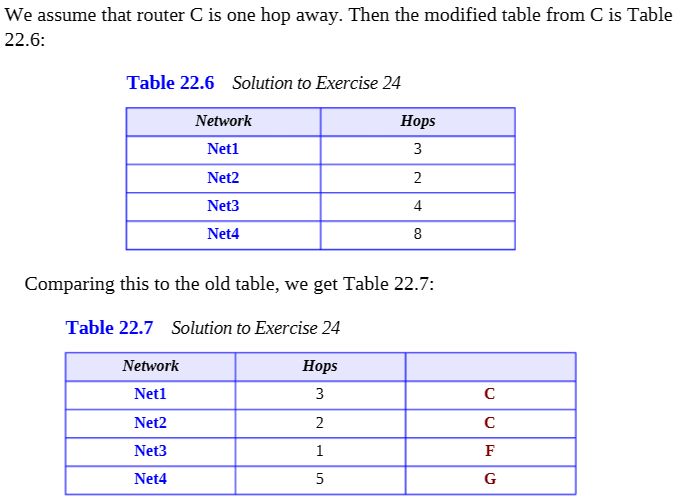 We assume that router C is one hop away. Then the modified table from C is Table
22.6:
Table 22.6 Solution to Exercise 24
Network Hops
Net1 3
Net2 2
Net3 4
Net4 8
Comparing this to the old table, we get Table 22.7:
Table 22.7 Solution to Exercise 24
Network Hops
Net1 3 C
Net2 2 C
Net3 1 F
Net4 5 G